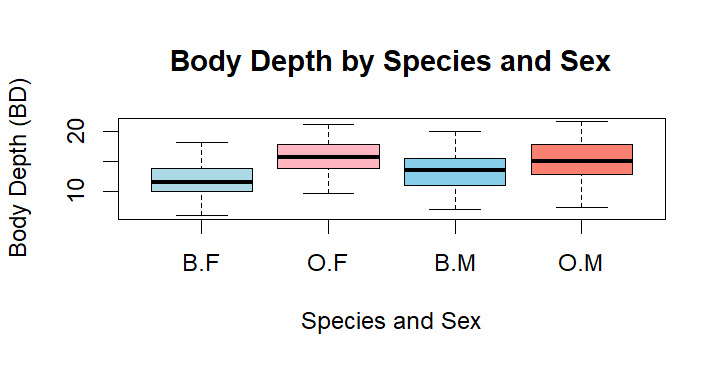 Body Depth by Species and Sex
Body Depth (BD)
20
10
B.F O.F B.M O.M
Species and Sex